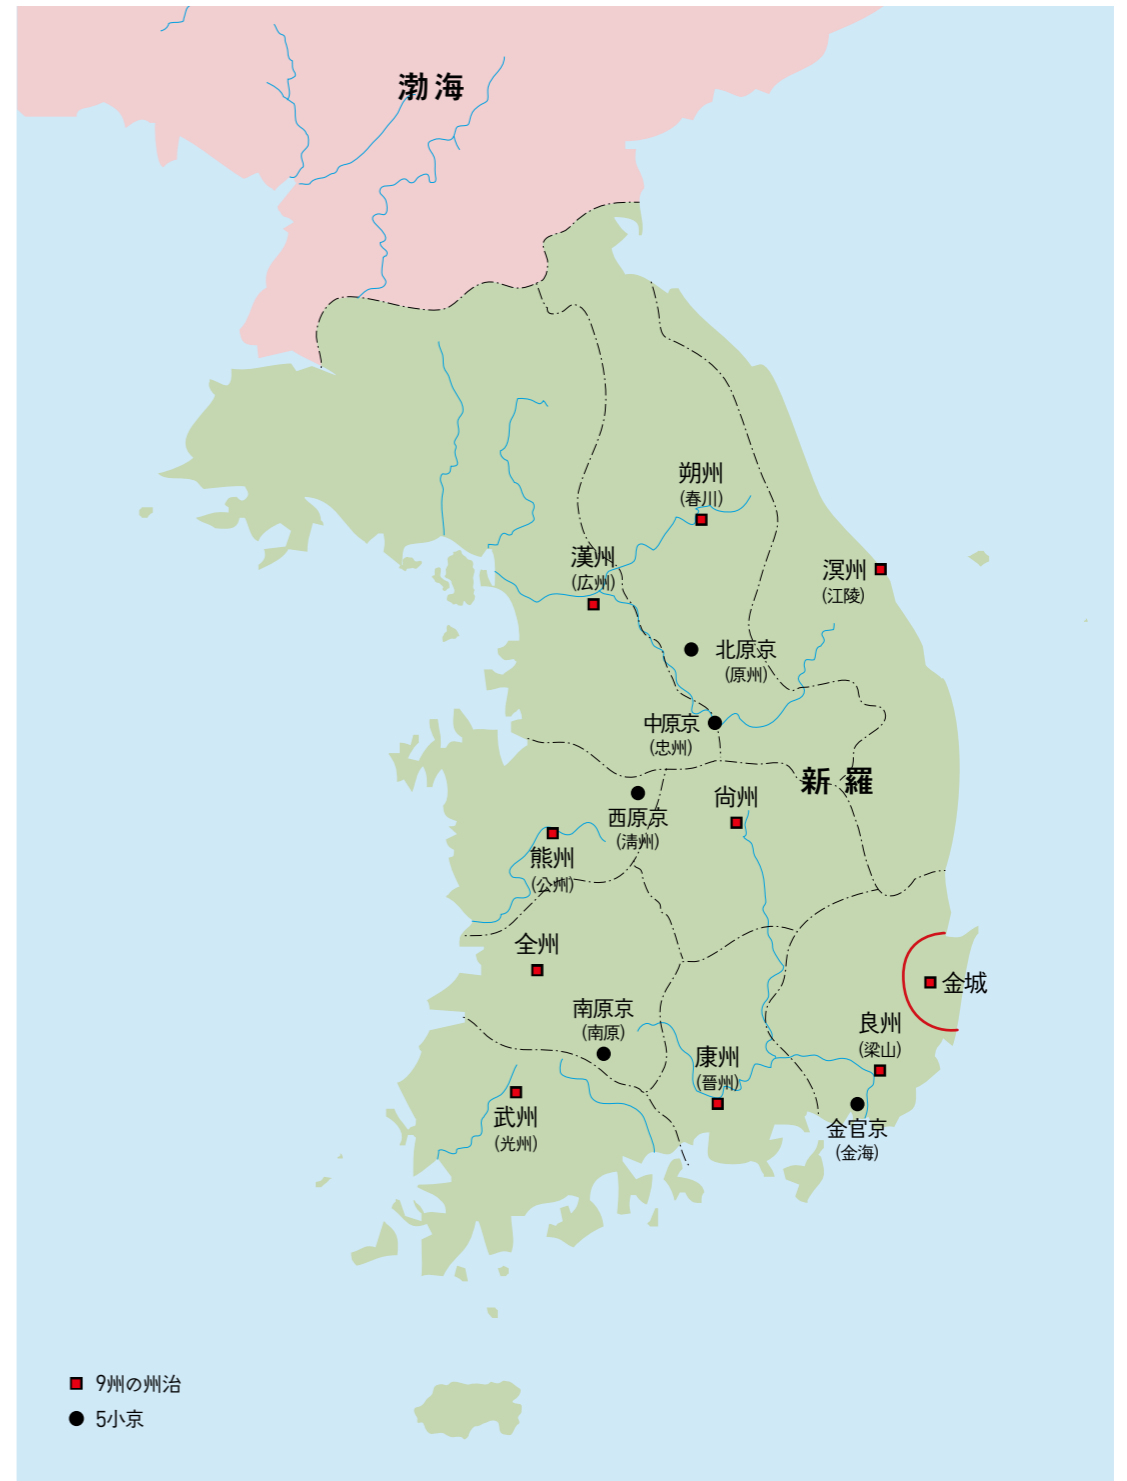 渤海
朔州
(春川)
漢州
(広州)
溟州
(江陵)
北原京
(原州)
中原京
(忠州)
新羅
尙州
西原京
(淸州)
熊州
(公州)
全州
金城
南原京
(南原)
良州
(梁山)
康州
(晉州)
武州
(光州)
金官京
(金海)
9州の州治
5小京